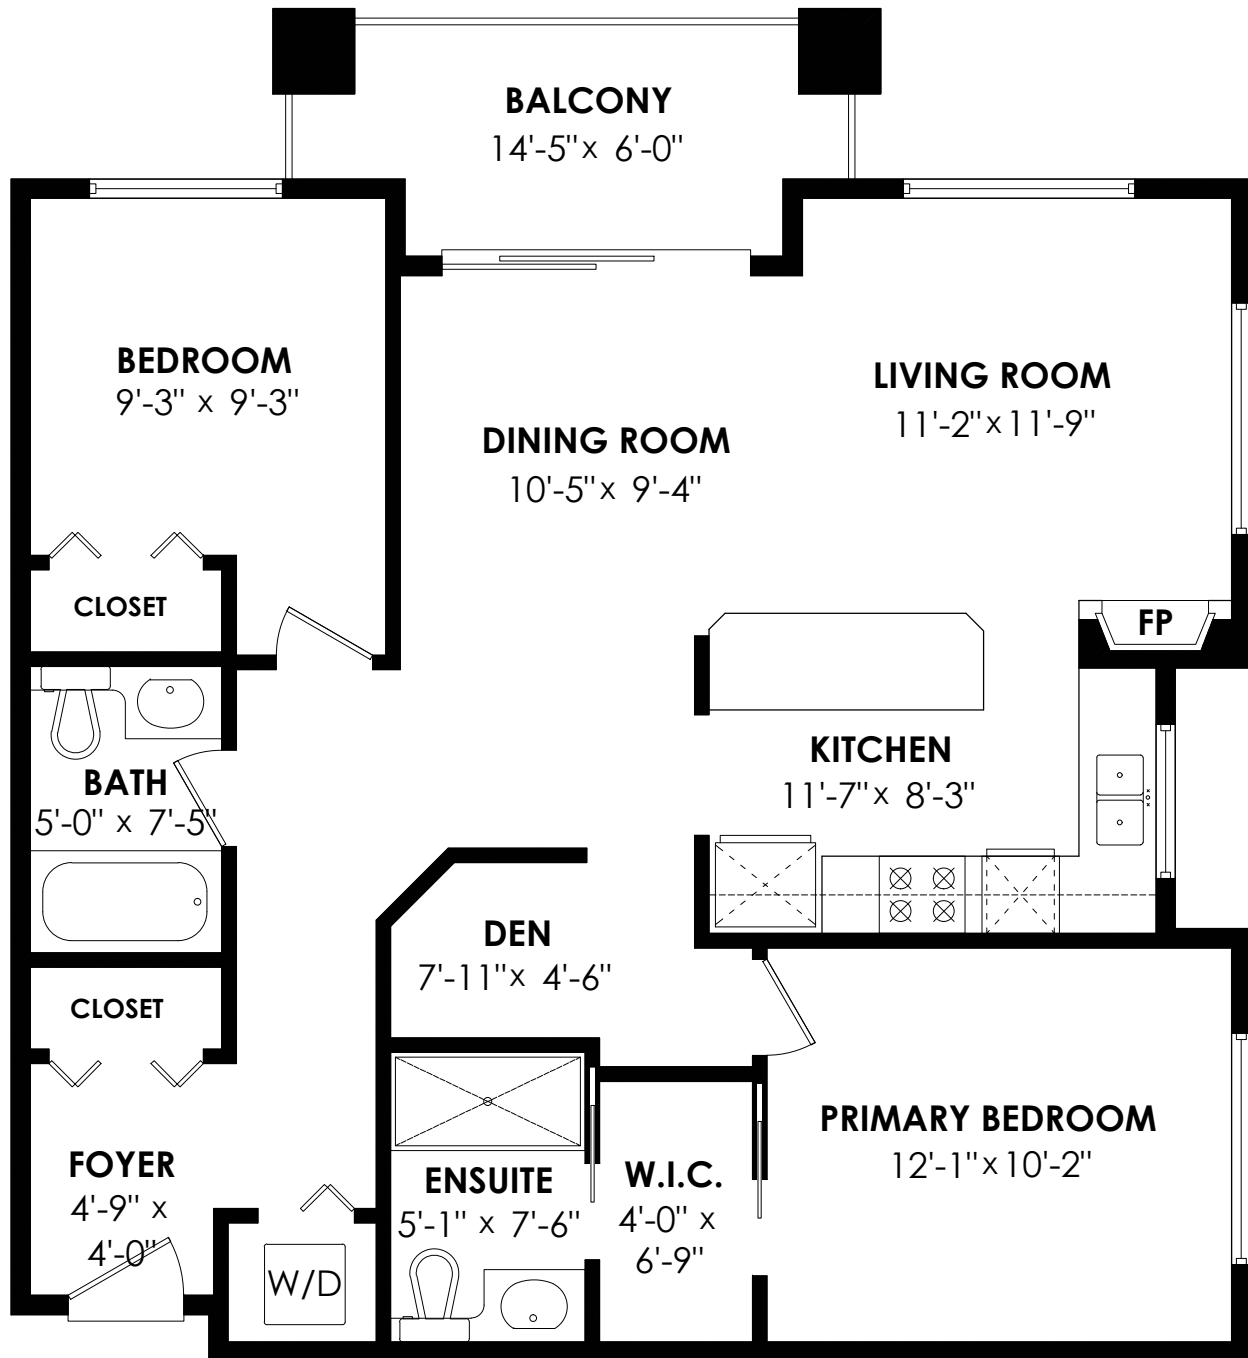 BALCONY
14'-5" x 6'-0"
BEDROOM
9'-3" x 9'-3"
LIVING ROOM
11'-2" x 11'-9"
DINING ROOM
10'-5" x 9'-4"
CLOSET
FP
KITCHEN
11'-7" x 8'-3"
BATH
5'-0" x 7'-5"
DEN
7'-11" x 4'-6"
CLOSET
PRIMARY BEDROOM
12'-1" x 10'-2"
FOYER
4'-9" x
4'-0"
ENSUITE
5'-1" x 7'-6"
W.I.C.
4'-0" x
6'-9"
W/D